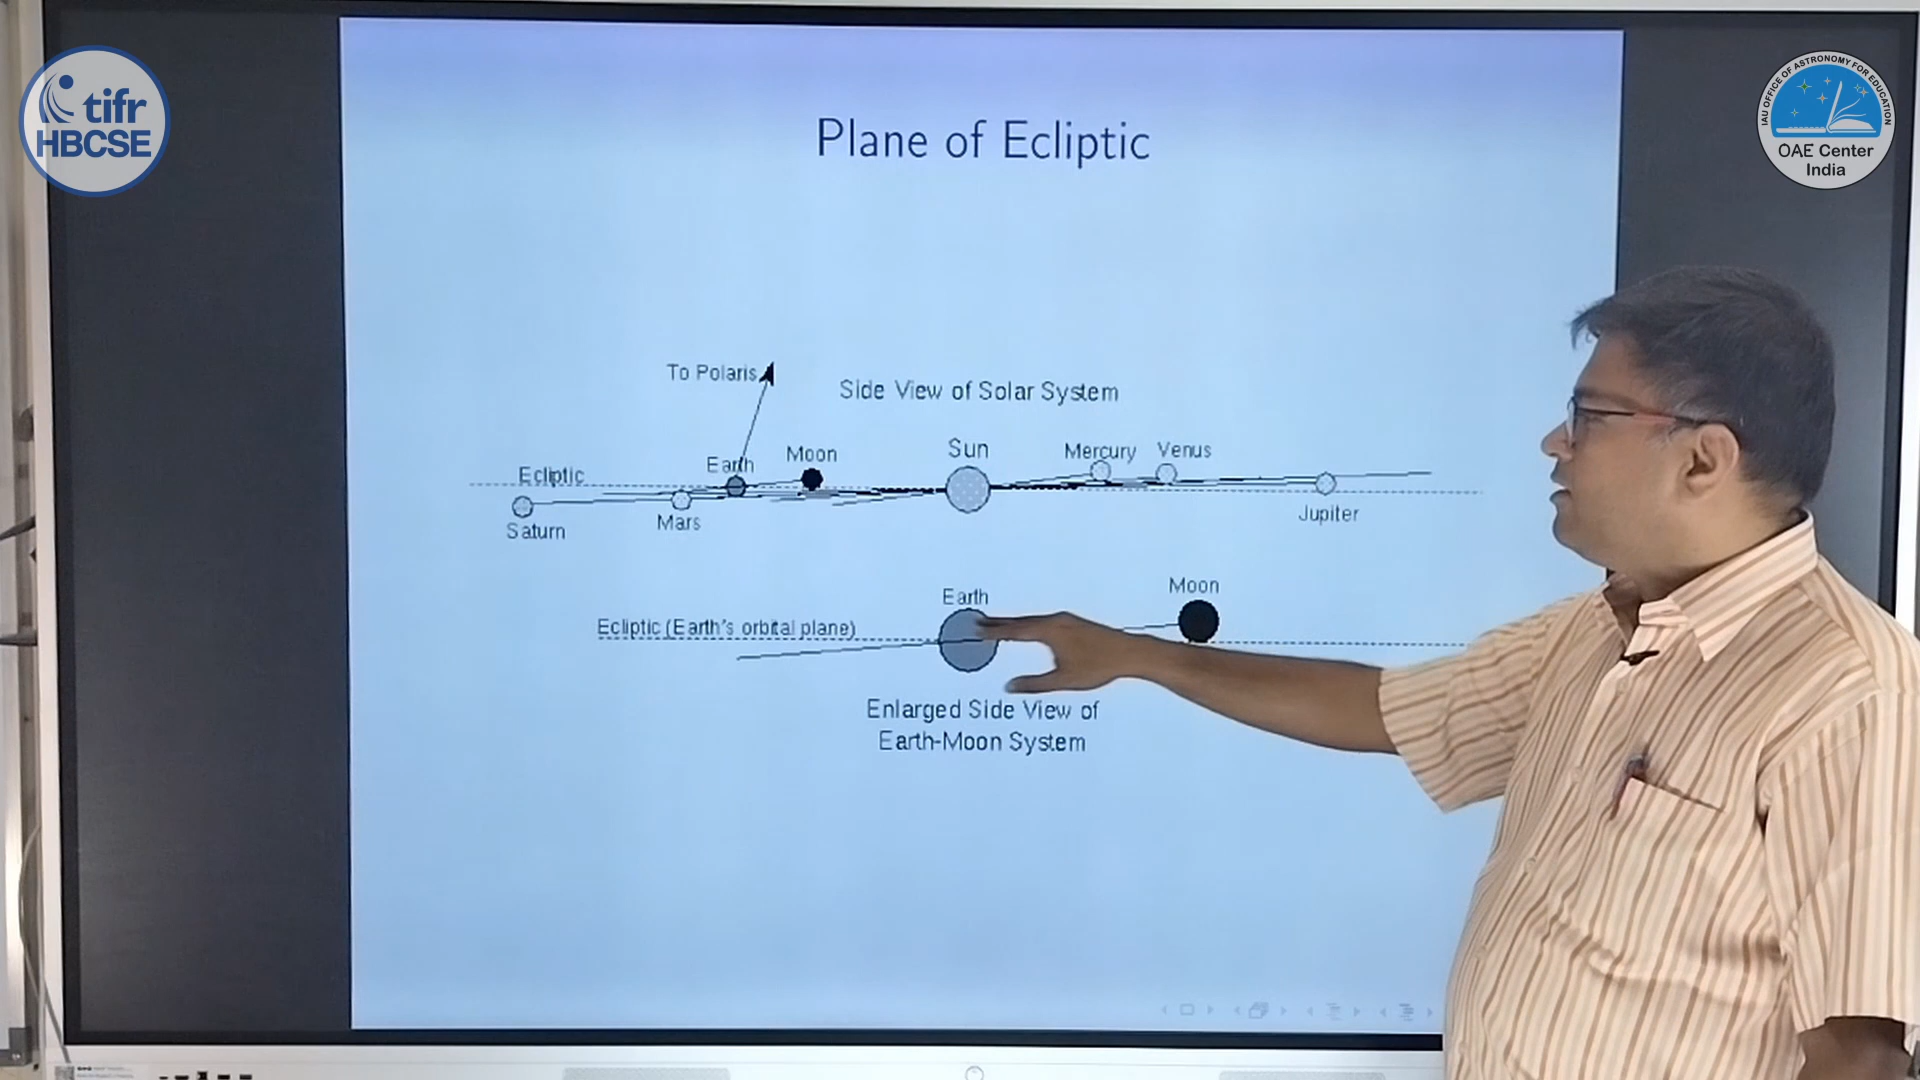 tifr
HBCSE
IAU OFFICE OF ASTRONOMY FOR EDUCATION
OAE Center
India
Plane of Ecliptic
To Polaris
Side View of Solar System
Ecliptic
Earth
Moon
Sun
Mercury
Venus
Saturn
Mars
Jupiter
Earth
Moon
Ecliptic (Earth's orbital plane)
Enlarged Side View of
Earth-Moon System